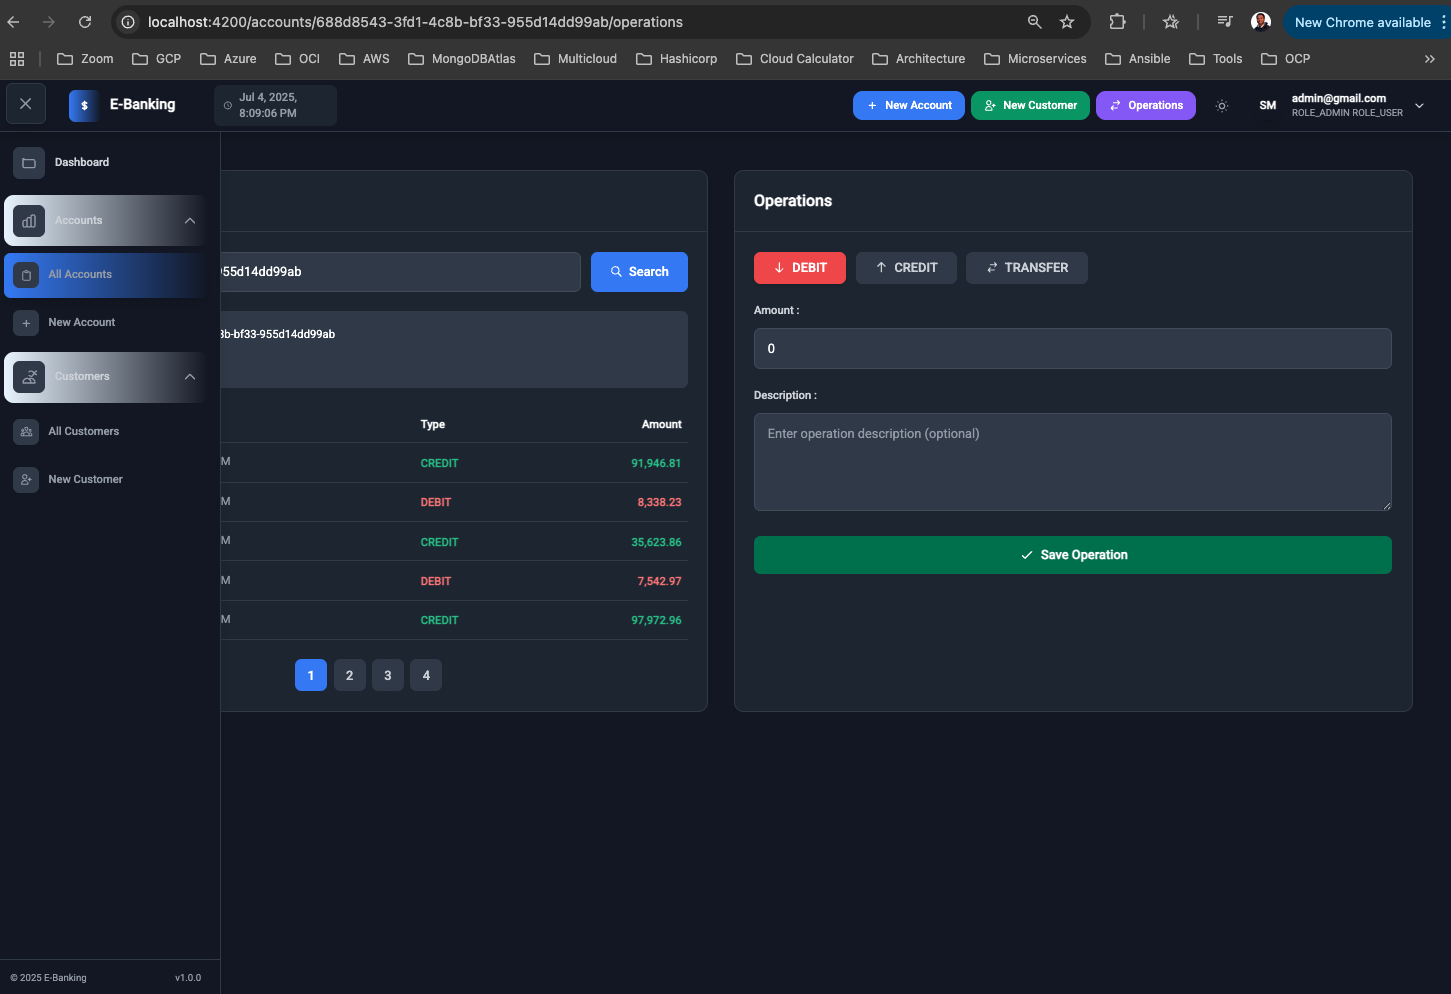 localhost:4200/accounts/688d8543-3fd1-4c8b-bf33-955d14dd99ab/operations
New Chrome available
Zoom GCP Azure OCI AWS MongoDBAtlas Multicloud Hashicorp Cloud Calculator Architecture Microservices Ansible Tools OCP
$ E-Banking
Jul 4, 2025,
8:09:06 PM
+ New Account
New Customer
Operations
SM
admin@gmail.com
ROLE_ADMIN ROLE_USER
Dashboard
Accounts
All Accounts
+ New Account
Customers
All Customers
New Customer
© 2025 E-Banking v1.0.0
955d14dd99ab
Search
8b-bf33-955d14dd99ab
Type Amount
M CREDIT 91,946.81
M DEBIT 8,338.23
M CREDIT 35,623.86
M DEBIT 7,542.97
M CREDIT 97,972.96
1 2 3 4
Operations
DEBIT CREDIT TRANSFER
Amount :
0
Description :
Enter operation description (optional)
Save Operation